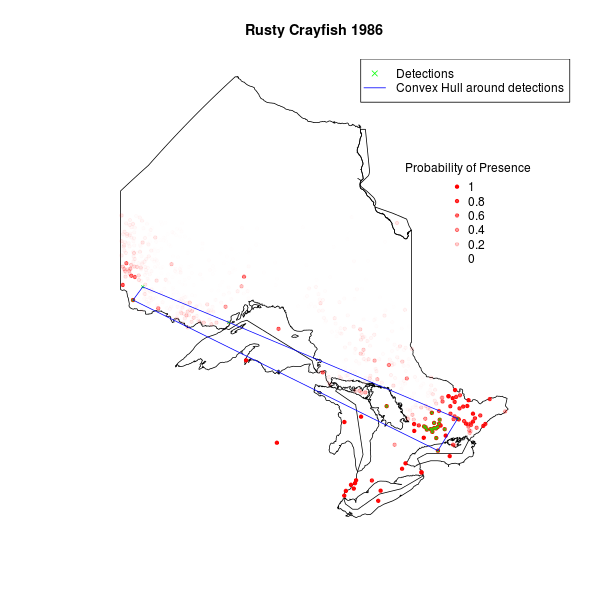 Rusty Crayfish 1986
Detections
Convex Hull around detections
Probability of Presence
1
0.8
0.6
0.4
0.2
0